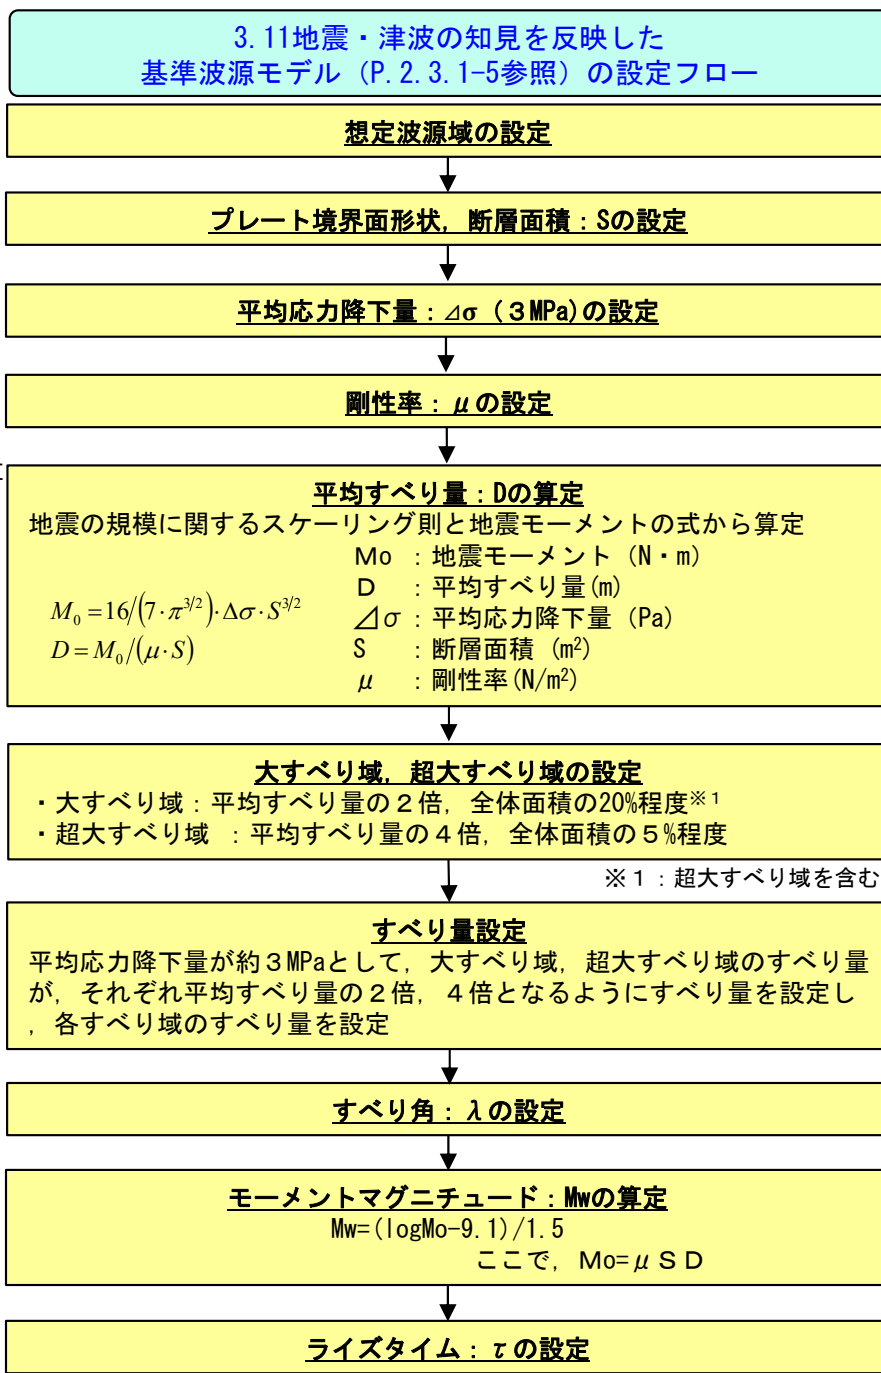 3.11地震・津波の知見を反映した
基準波源モデル（P.2.3.1-5参照）の設定フロー
想定波源域の設定
プレート境界面形状，断層面積：Sの設定
平均応力降下量：⊿σ（３MPa)の設定
剛性率：μの設定
平均すべり量：Dの算定
地震の規模に関するスケーリング則と地震モーメントの式から算定
Ｍo ：地震モーメント（N・m）
Ｄ ：平均すべり量(m)
M₀=16/(7・π^{3/2})・Δσ・S^{3/2}
⊿σ：平均応力降下量（Pa)
D=M₀/(μ・S)
S ：断層面積（m²）
μ ：剛性率(N/m²)
大すべり域，超大すべり域の設定
・大すべり域：平均すべり量の２倍，全体面積の20%程度※１
・超大すべり域 ：平均すべり量の４倍，全体面積の５%程度
※１：超大すべり域を含む
すべり量設定
平均応力降下量が約３MPaとして，大すべり域，超大すべり域のすべり量
が，それぞれ平均すべり量の２倍，４倍となるようにすべり量を設定し
，各すべり域のすべり量を設定
すべり角：λの設定
モーメントマグニチュード：Mwの算定
Mw=(logMo-9.1)/1.5
ここで，Ｍo=μＳＤ
ライズタイム：τの設定